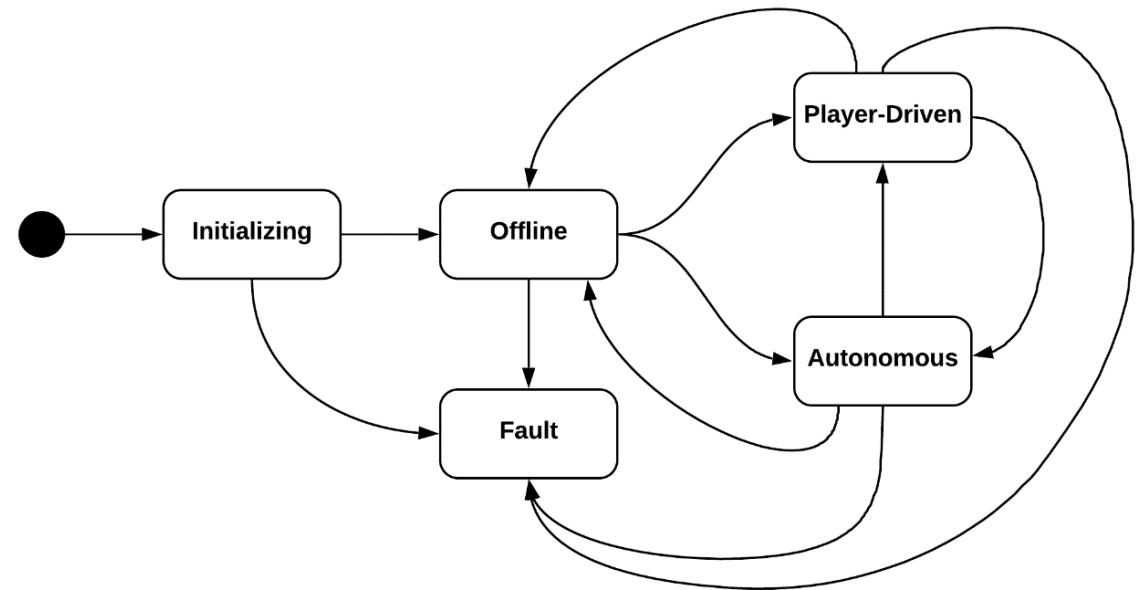 Player-Driven
Initializing
Offline
Autonomous
Fault